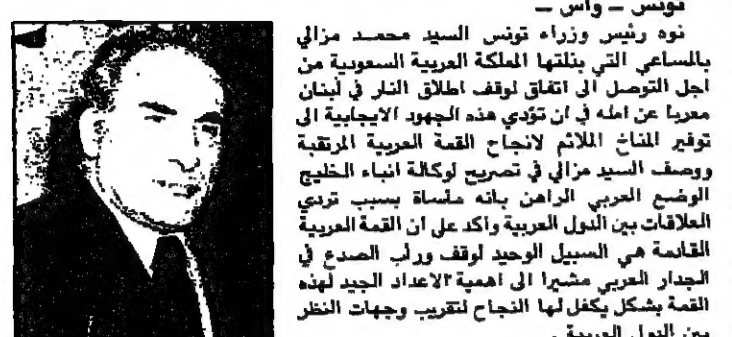 تونس - واس -
نوه رئيس وزراء تونس السيد محمد مزالي
بالمساعي التي بذلتها المملكة العربية السعودية من
اجل التوصل الى اتفاق لوقف اطلاق النار في لبنان
معربا عن امله في ان تؤدي هذه الجهود الايجابية الى
توفير المناخ الملائم لانجاح القمة العربية المرتقبة
ووصف السيد مزالي في تصريح لوكالة انباء الخليج
الوضع العربي الراهن بانه مأساة بسبب تردي
العلاقات بين الدول العربية واكد على ان القمة العربية
القادمة هي السبيل الوحيد لوقف ورأب الصدع في
الجدار العربي مشيرا الى اهمية الاعداد الجيد لهذه
القمة بشكل يكفل لها النجاح لتقريب وجهات النظر
بين الدول العربية .